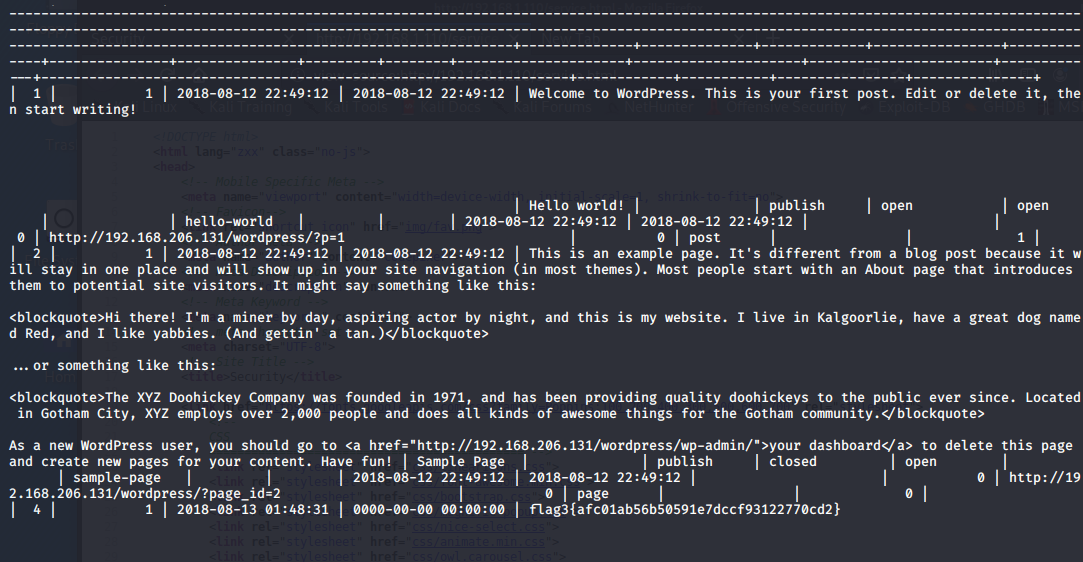 --------------------------------------------------------------------------------------------------------------------------------------
--------------------------------------------------------------------------------------------------------------------------------------
---------------------------------------------------------------+--------------+--------------+-------------+----------------+---------
----+---------------+------------+---------+---------------------+---------------------+-----------------------+-------------+--------
---+------------------------------------------------------------------+------------+-----------+----------------+---------------+
| 1 | 1 | 2018-08-12 22:49:12 | 2018-08-12 22:49:12 | Welcome to WordPress. This is your first post. Edit or delete it, the
n start writing!
| Hello world! | | publish | open | open
| | hello-world | | | 2018-08-12 22:49:12 | 2018-08-12 22:49:12 | |
0 | http://192.168.206.131/wordpress/?p=1 | 0 | post | | 1 |
| 2 | 1 | 2018-08-12 22:49:12 | 2018-08-12 22:49:12 | This is an example page. It's different from a blog post because it w
ill stay in one place and will show up in your site navigation (in most themes). Most people start with an About page that introduces
them to potential site visitors. It might say something like this:
<blockquote>Hi there! I'm a miner by day, aspiring actor by night, and this is my website. I live in Kalgoorlie, have a great dog name
d Red, and I like yabbies. (And gettin' a tan.)</blockquote>
...or something like this:
<blockquote>The XYZ Doohickey Company was founded in 1971, and has been providing quality doohickeys to the public ever since. Located
in Gotham City, XYZ employs over 2,000 people and does all kinds of awesome things for the Gotham community.</blockquote>
As a new WordPress user, you should go to <a href="http://192.168.206.131/wordpress/wp-admin/">your dashboard</a> to delete this page
and create new pages for your content. Have fun! | Sample Page | | publish | closed | open |
| sample-page | | | 2018-08-12 22:49:12 | 2018-08-12 22:49:12 | | 0 | http://19
2.168.206.131/wordpress/?page_id=2 | 0 | page | | 0 |
| 4 | 1 | 2018-08-13 01:48:31 | 0000-00-00 00:00:00 | flag3{afc01ab56b50591e7dccf93122770cd2}